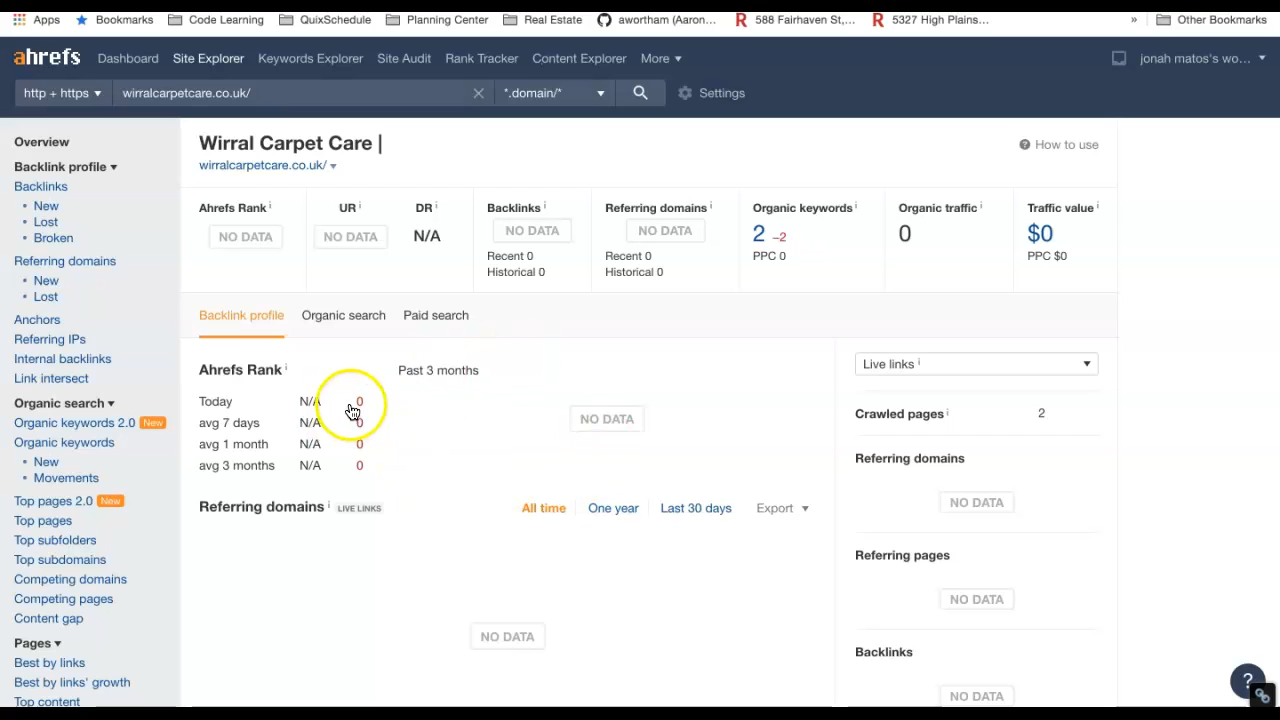 Apps Bookmarks Code Learning QuixSchedule Planning Center Real Estate awortham (Aaron... 588 Fairhaven St,... 5327 High Plains... » Other Bookmarks
ahrefs Dashboard Site Explorer Keywords Explorer Site Audit Rank Tracker Content Explorer More jonah matos's wo...
http + https wirralcarpetcare.co.uk/ *.domain/* Settings
Overview
Backlink profile
Backlinks
New
Lost
Broken
Referring domains
New
Lost
Anchors
Referring IPs
Internal backlinks
Link intersect
Organic search
Organic keywords 2.0 New
Organic keywords
New
Movements
Top pages 2.0 New
Top pages
Top subfolders
Top subdomains
Competing domains
Competing pages
Content gap
Pages
Best by links
Best by links' growth
Top content
Wirral Carpet Care |
How to use
wirralcarpetcare.co.uk/
Ahrefs Rank UR DR Backlinks Referring domains Organic keywords Organic traffic Traffic value
NO DATA NO DATA N/A NO DATA NO DATA 2 -2 0 $0
Recent 0 Recent 0 PPC 0 PPC $0
Historical 0 Historical 0
Backlink profile Organic search Paid search
Ahrefs Rank Past 3 months
Today N/A 0
avg 7 days N/A 0
avg 1 month N/A 0
avg 3 months N/A 0
NO DATA
Referring domains LIVE LINKS All time One year Last 30 days Export
NO DATA
Live links
Crawled pages 2
Referring domains
NO DATA
Referring pages
NO DATA
Backlinks
NO DATA
?